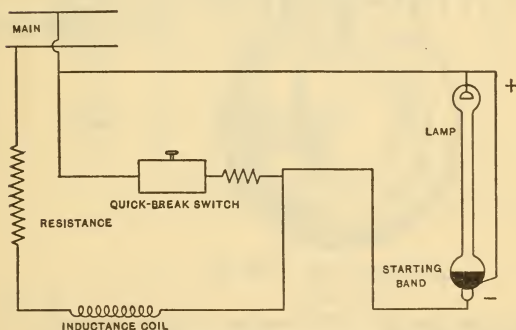 MAIN
+
LAMP
QUICK-BREAK SWITCH
RESISTANCE
STARTING
BAND
−
INDUCTANCE COIL